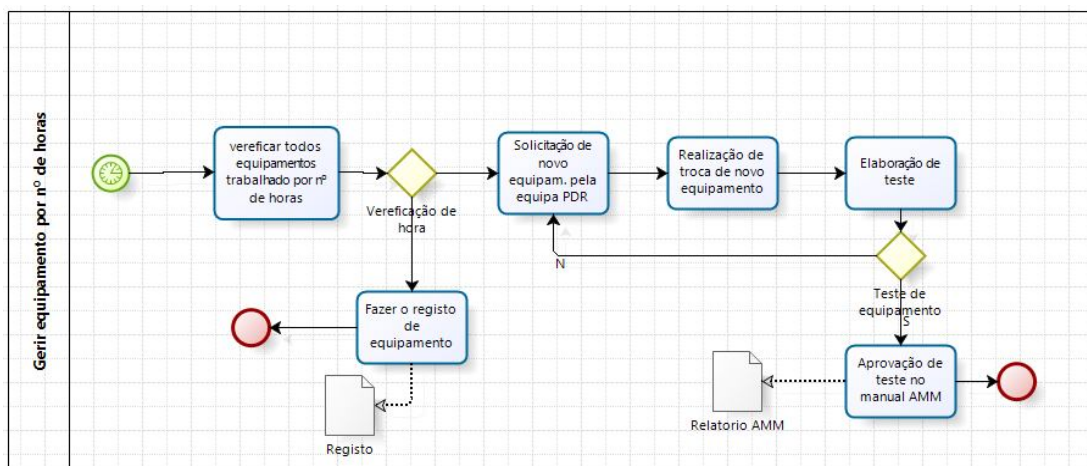 Gerir equipamento por nº de horas
vereficar todos
equipamentos
trabalhado por nº
de horas
Vereficação de
hora
Solicitação de
novo
equipam. pela
equipa PDR
Realização de
troca de novo
equipamento
Elaboração de
teste
N
Teste de
equipamento
S
Fazer o registo
de
equipamento
Registo
Aprovação de
teste no
manual AMM
Relatorio AMM